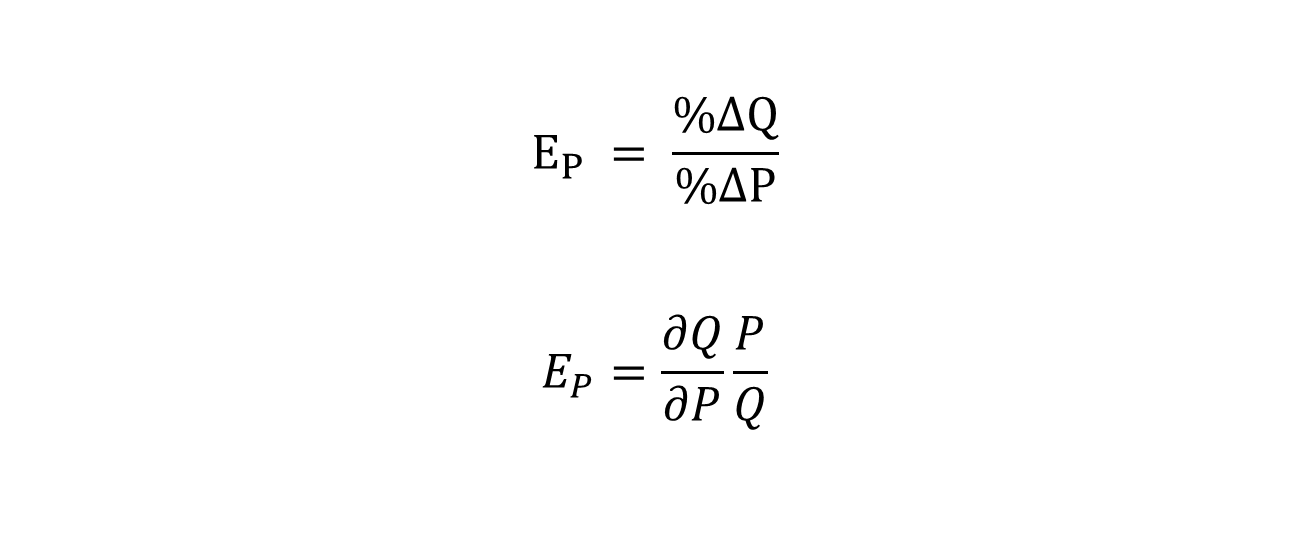 E_P = %ΔQ / %ΔP
E_P = ∂Q/∂P P/Q